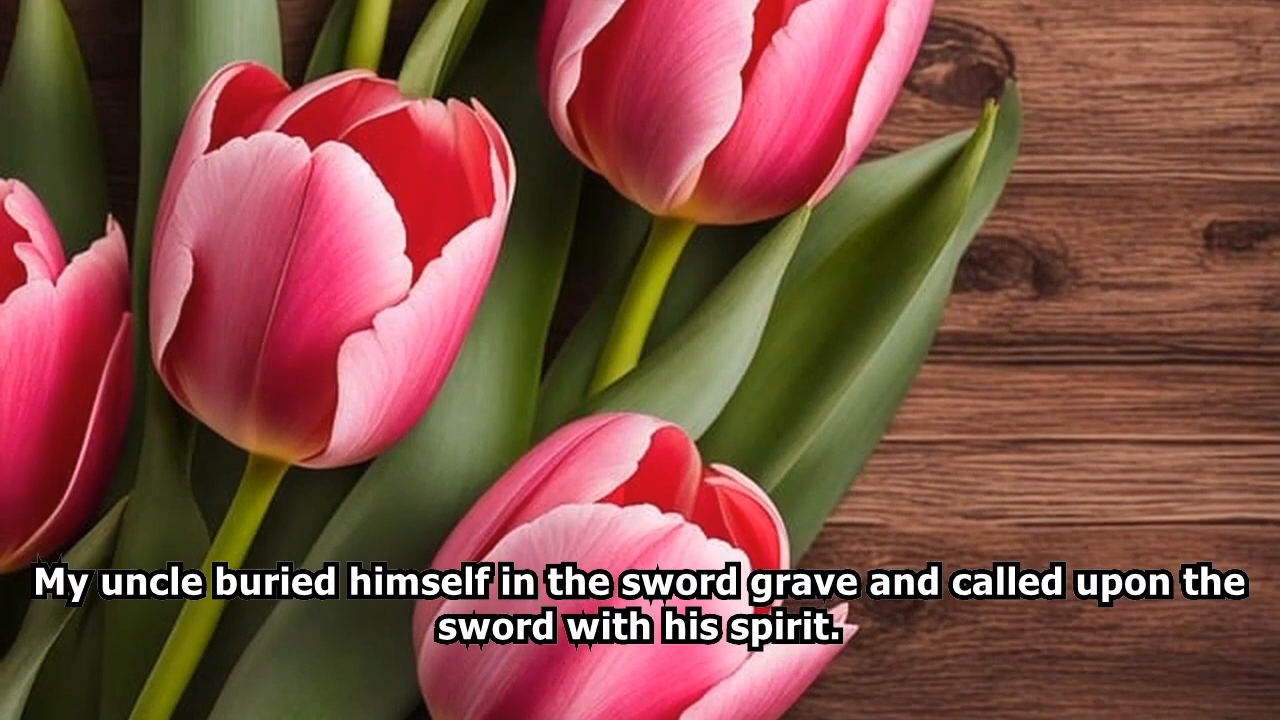 My uncle buried himself in the sword grave and called upon the
sword with his spirit.